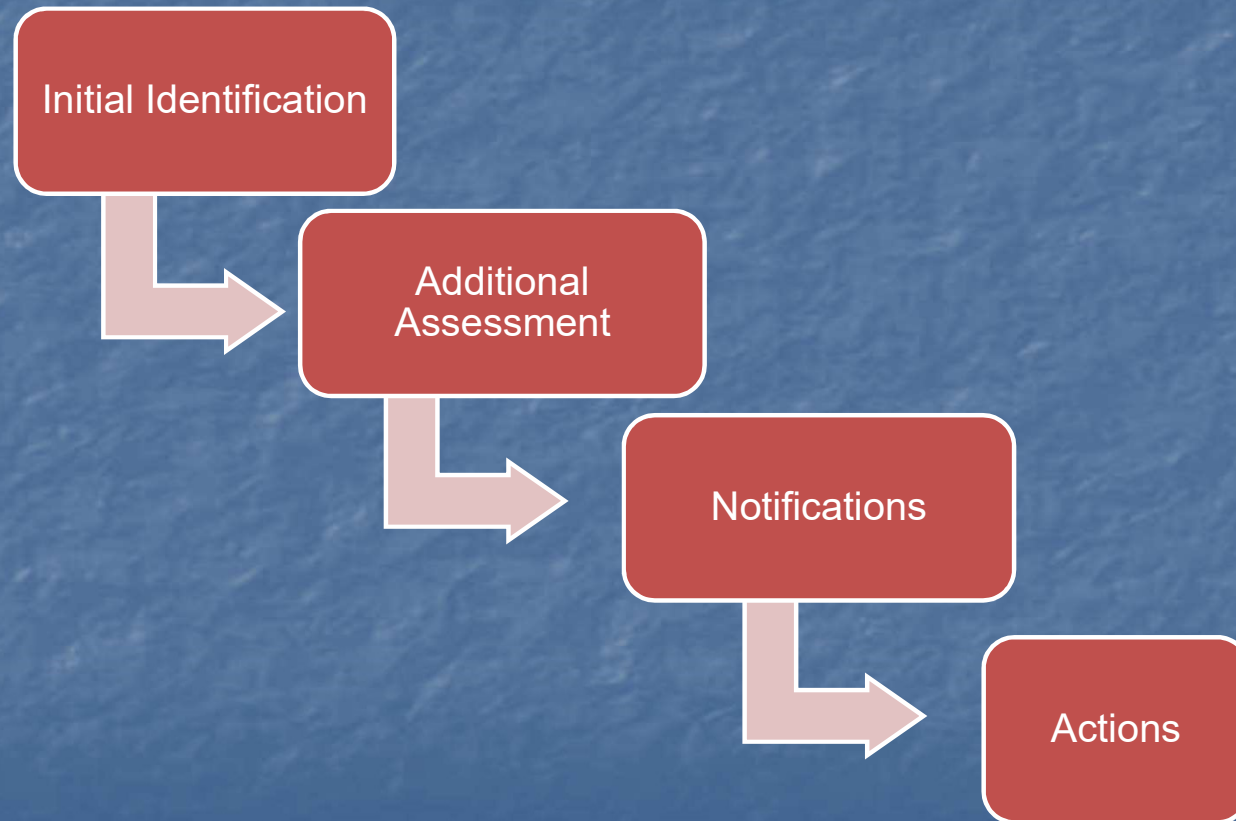 Initial Identification
Additional
Assessment
Notifications
Actions